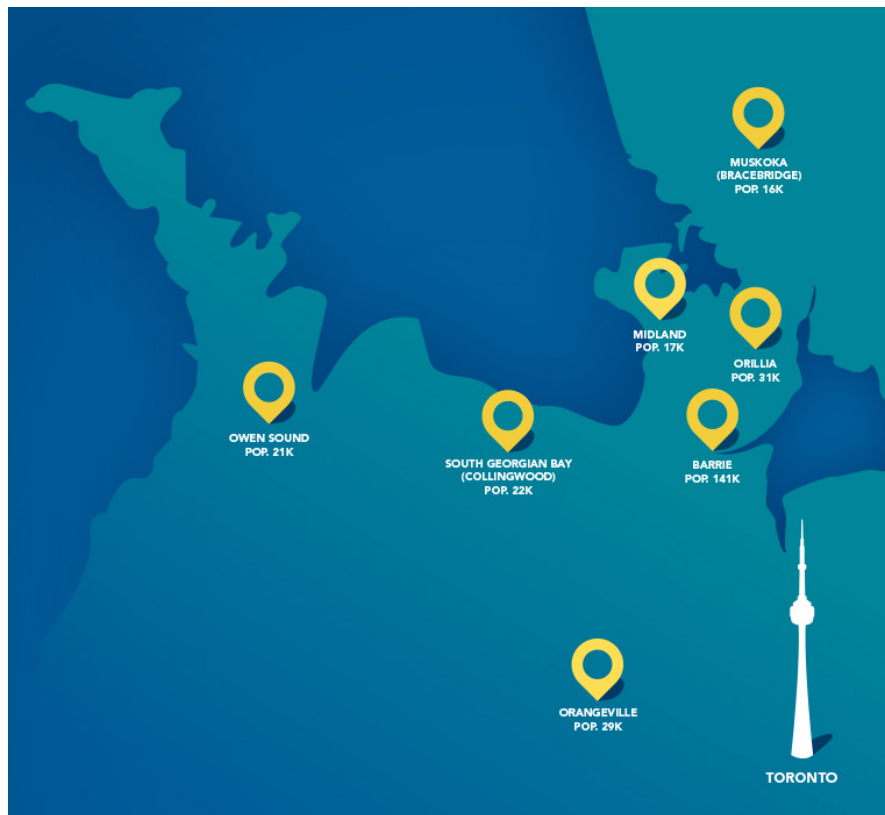 MUSKOKA
(BRACEBRIDGE)
POP. 16K
MIDLAND
POP. 17K
ORILLIA
POP. 31K
OWEN SOUND
POP. 21K
SOUTH GEORGIAN BAY
(COLLINGWOOD)
POP. 22K
BARRIE
POP. 141K
ORANGEVILLE
POP. 29K
TORONTO